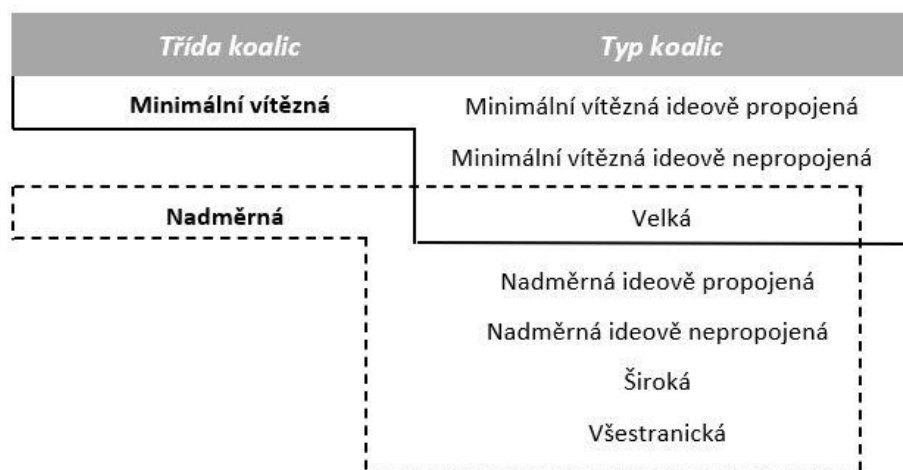 Třída koalic Typ koalic
Minimální vítězná Minimální vítězná ideově propojená
Minimální vítězná ideově nepropojená
Nadměrná Velká
Nadměrná ideově propojená
Nadměrná ideově nepropojená
Široká
Všestranická